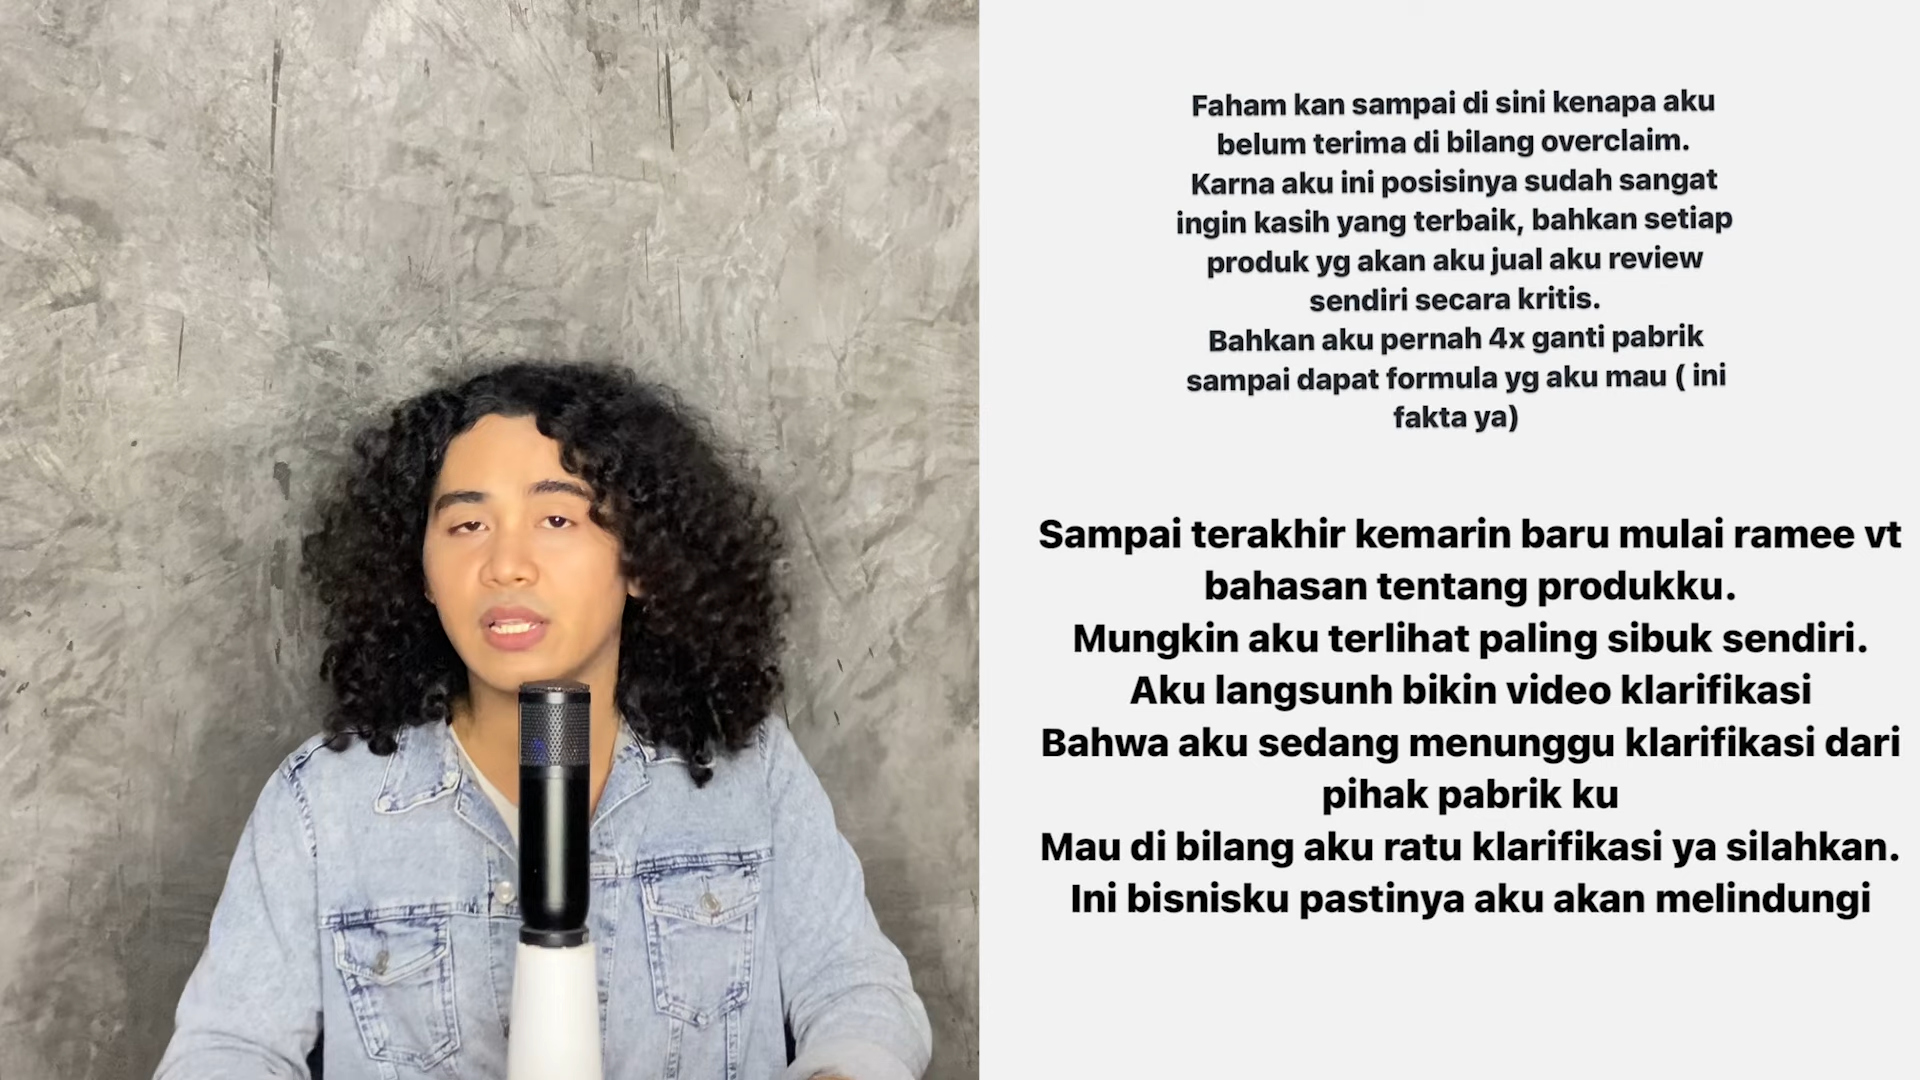 Faham kan sampai di sini kenapa aku
belum terima di bilang overclaim.
Karna aku ini posisinya sudah sangat
ingin kasih yang terbaik, bahkan setiap
produk yg akan aku jual aku review
sendiri secara kritis.
Bahkan aku pernah 4x ganti pabrik
sampai dapat formula yg aku mau ( ini
fakta ya)
Sampai terakhir kemarin baru mulai ramee vt
bahasan tentang produkku.
Mungkin aku terlihat paling sibuk sendiri.
Aku langsunh bikin video klarifikasi
Bahwa aku sedang menunggu klarifikasi dari
pihak pabrik ku
Mau di bilang aku ratu klarifikasi ya silahkan.
Ini bisnisku pastinya aku akan melindungi